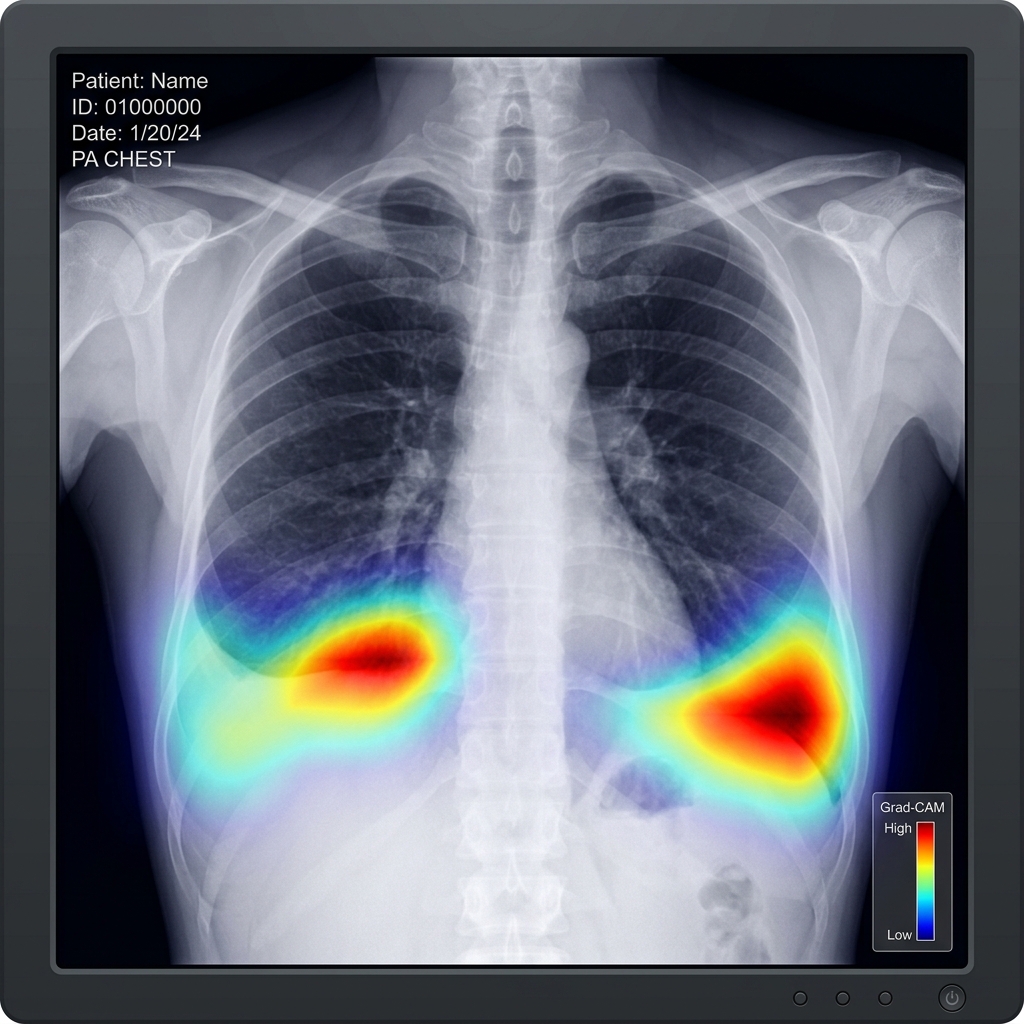 Patient: Name
ID: 01000000
Date: 1/20/24
PA CHEST
Grad-CAM
High
Low